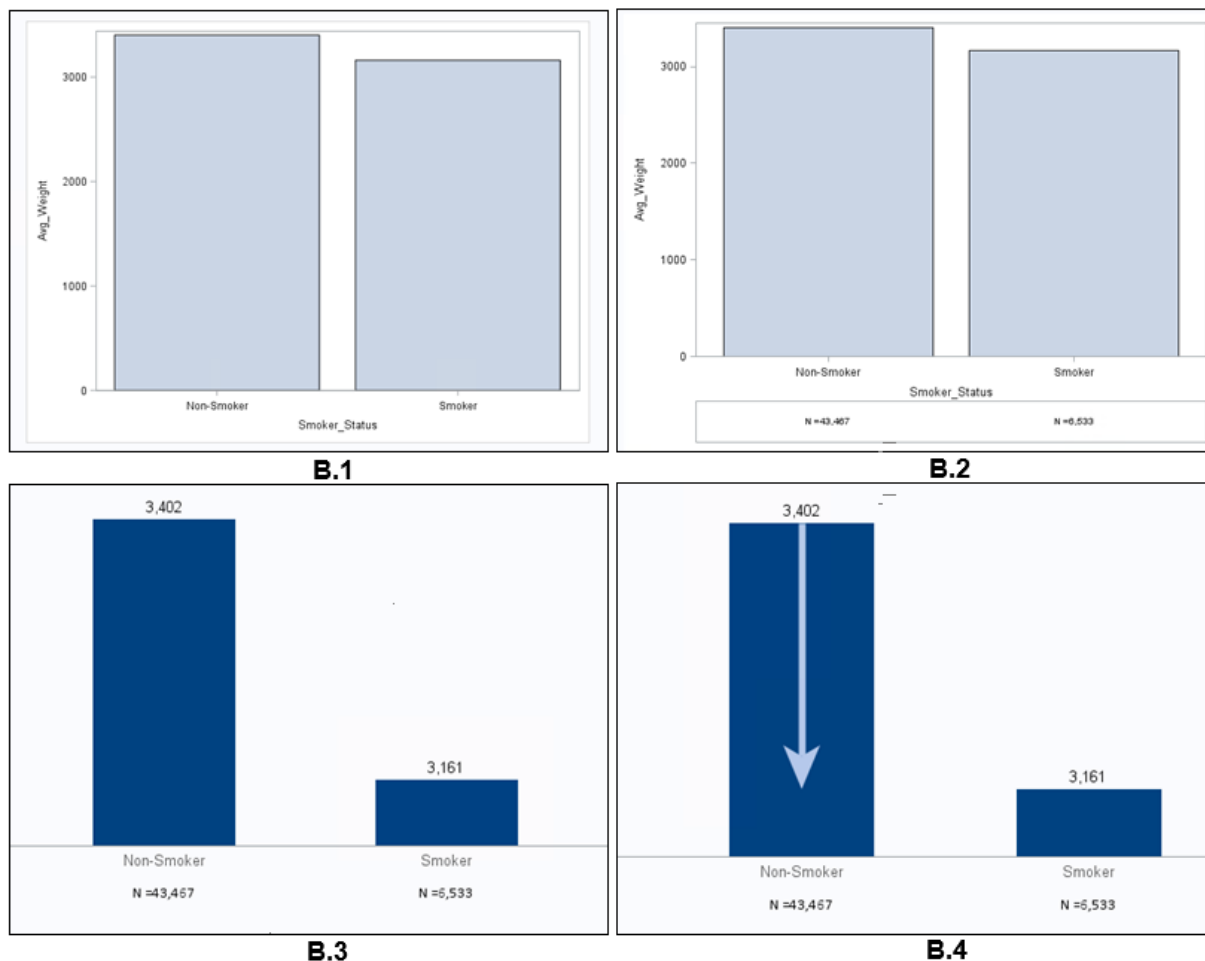 3000
2000
1000
0
Avg_Weight
Non-Smoker Smoker
Smoker_Status
B.1
3000
2000
1000
0
Avg_Weight
Non-Smoker Smoker
Smoker_Status
N =43,467 N =6,533
B.2
3,402
3,161
Non-Smoker Smoker
N =43,467 N =6,533
B.3
3,402
3,161
Non-Smoker Smoker
N =43,467 N =6,533
B.4